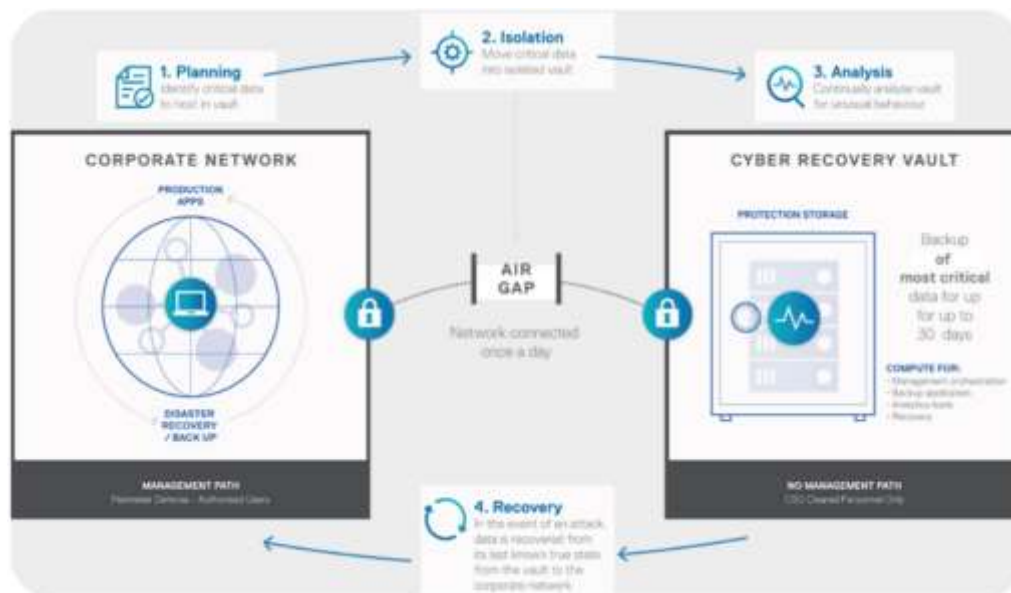 1. Planning
Identify critical data
to host in vault
2. Isolation
Move critical data
into isolated vault
3. Analysis
Continually analyse vault
for unusual behaviour
CORPORATE NETWORK
PRODUCTION
APPS
DISASTER
RECOVERY
/ BACK UP
MANAGEMENT PATH
Perimeter Defence - Authorised Users
AIR
GAP
Network connected
once a day
CYBER RECOVERY VAULT
PROTECTION STORAGE
Backup
of
most critical
data for up
for up to
30 days
COMPUTE FOR:
- Management orchestration
- Backup application
- Analytics tools
- Recovery
NO MANAGEMENT PATH
Cleared Personnel Only
4. Recovery
In the event of an attack
data is recovered from
its last known true state
from the vault to the
corporate network